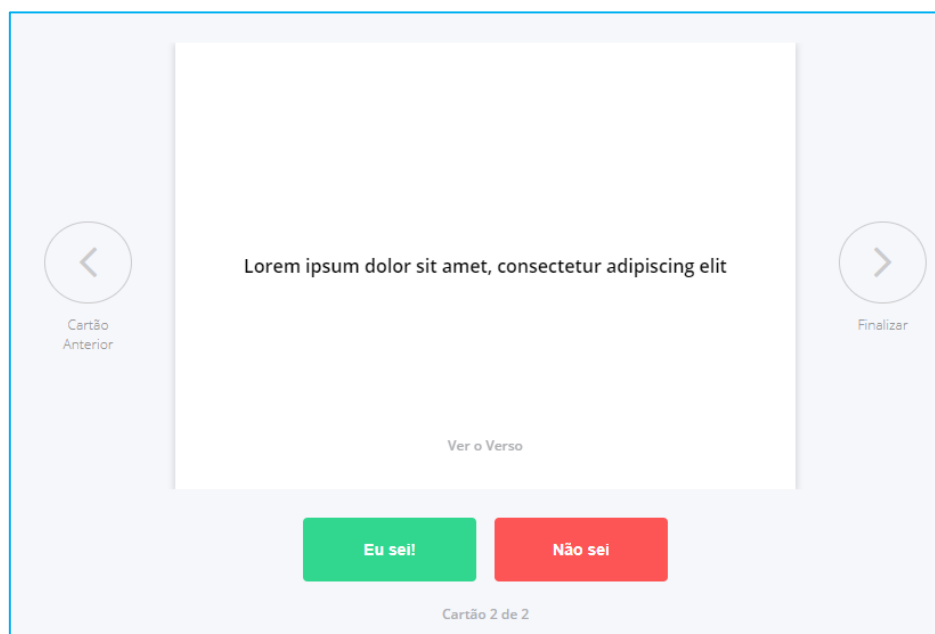 Lorem ipsum dolor sit amet, consectetur adipiscing elit
Cartão
Anterior
Finalizar
Ver o Verso
Eu sei!
Não sei
Cartão 2 de 2